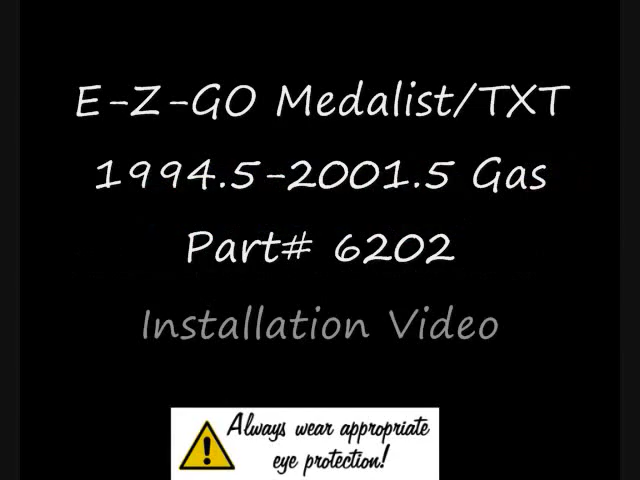 E-Z-GO Medalist/TXT
1994.5-2001.5 Gas
Part# 6202
Installation Video
Always wear appropriate
eye protection!